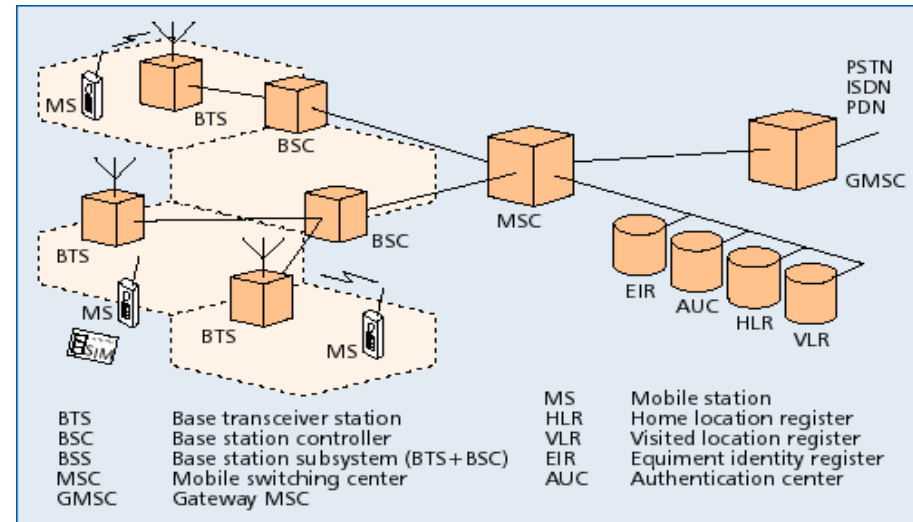 PSTN
ISDN
PDN
MS
BTS
BSC
MSC
GMSC
BTS
BSC
EIR
AUC
HLR
VLR
MS
SIM
BTS
MS
BTS Base transceiver station
BSC Base station controller
BSS Base station subsystem (BTS+BSC)
MSC Mobile switching center
GMSC Gateway MSC
MS Mobile station
HLR Home location register
VLR Visited location register
EIR Equiment identity register
AUC Authentication center